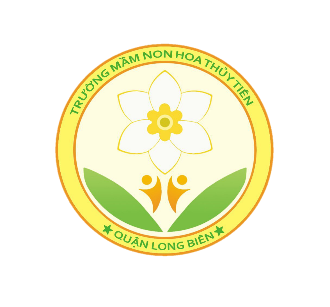 TRƯỜNG MẦM NON HOA THỦY TIÊN
QUẬN LONG BIÊN